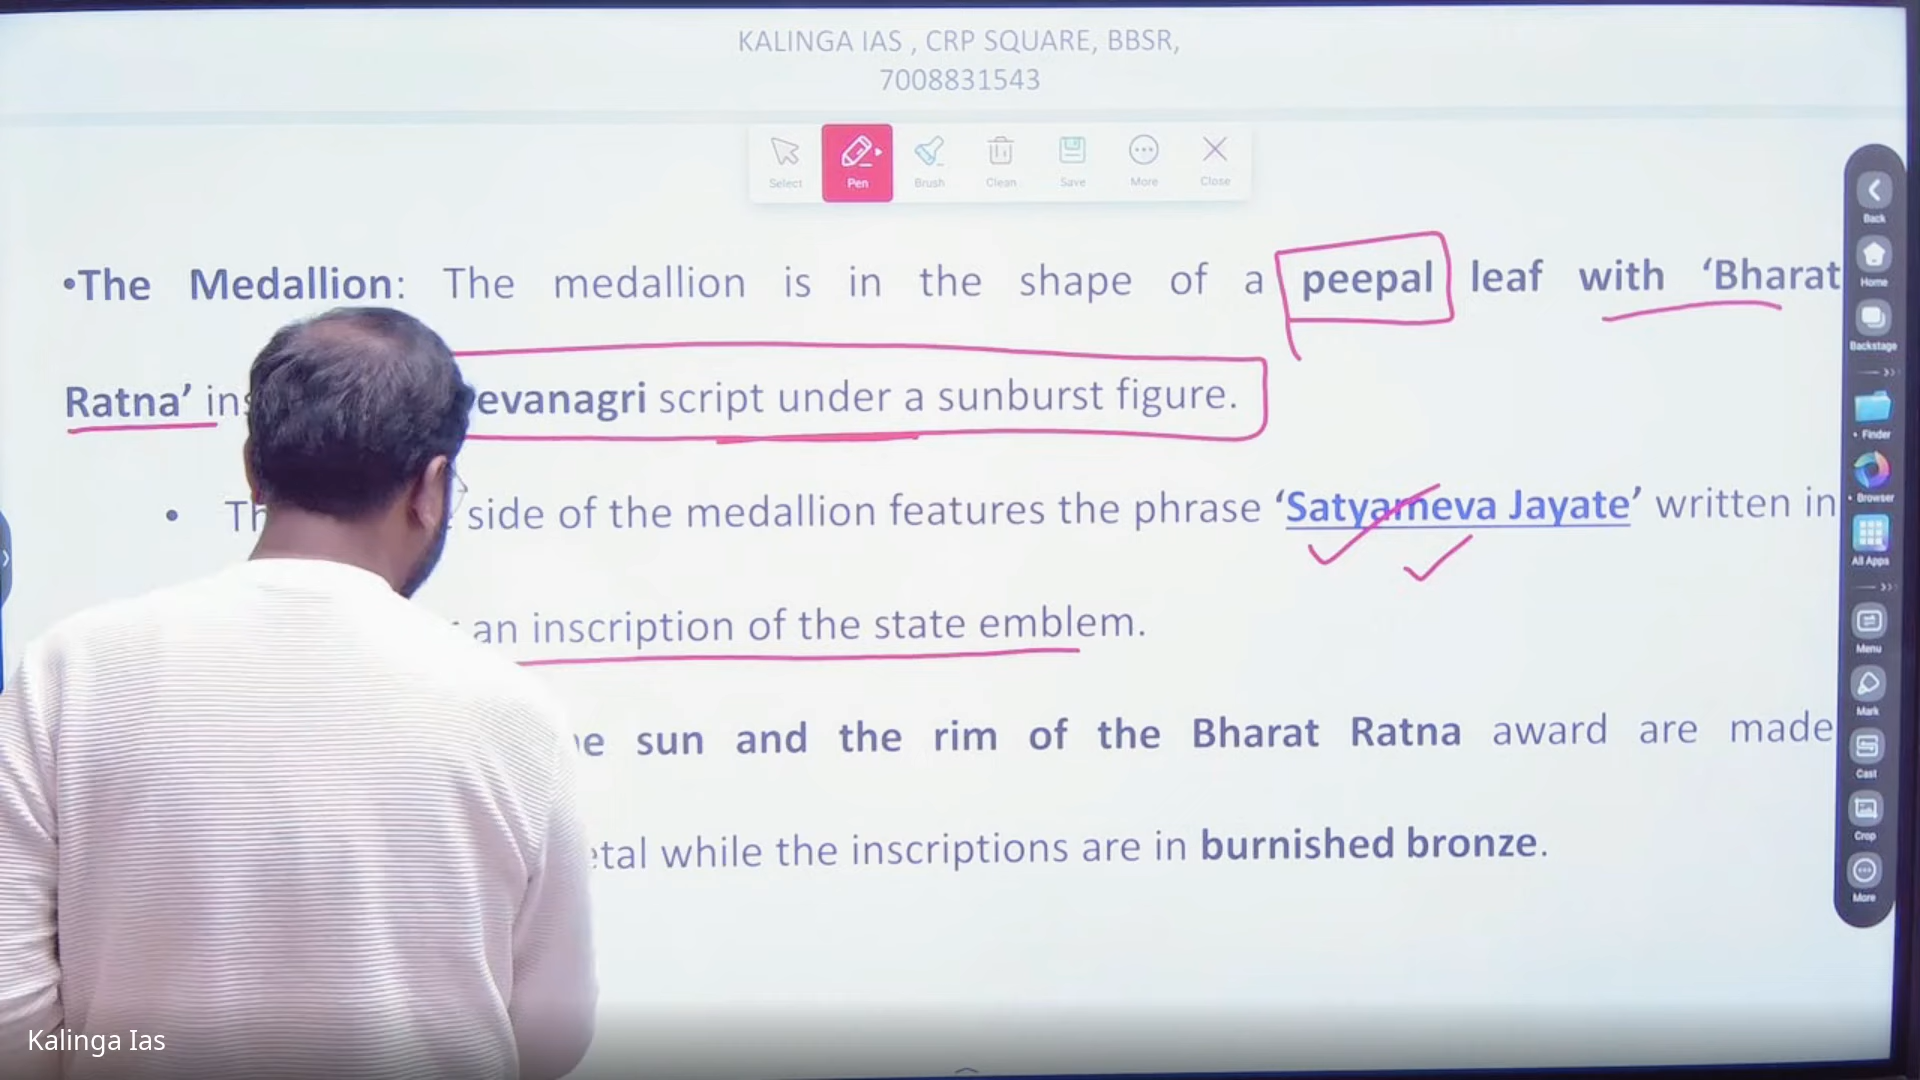 KALINGA IAS , CRP SQUARE, BBSR,
7008831543
Select Pen Brush Clean Save More Close
•The Medallion: The medallion is in the shape of a peepal leaf with ‘Bharat
Ratna’ script under a sunburst figure.
• side of the medallion features the phrase ‘Satyameva Jayate’ written in
an inscription of the state emblem.
sun and the rim of the Bharat Ratna award are made
while the inscriptions are in burnished bronze.
Back
Home
Backstage
Finder
Browser
All Apps
Menu
Mark
Cast
Crop
More
Kalinga Ias